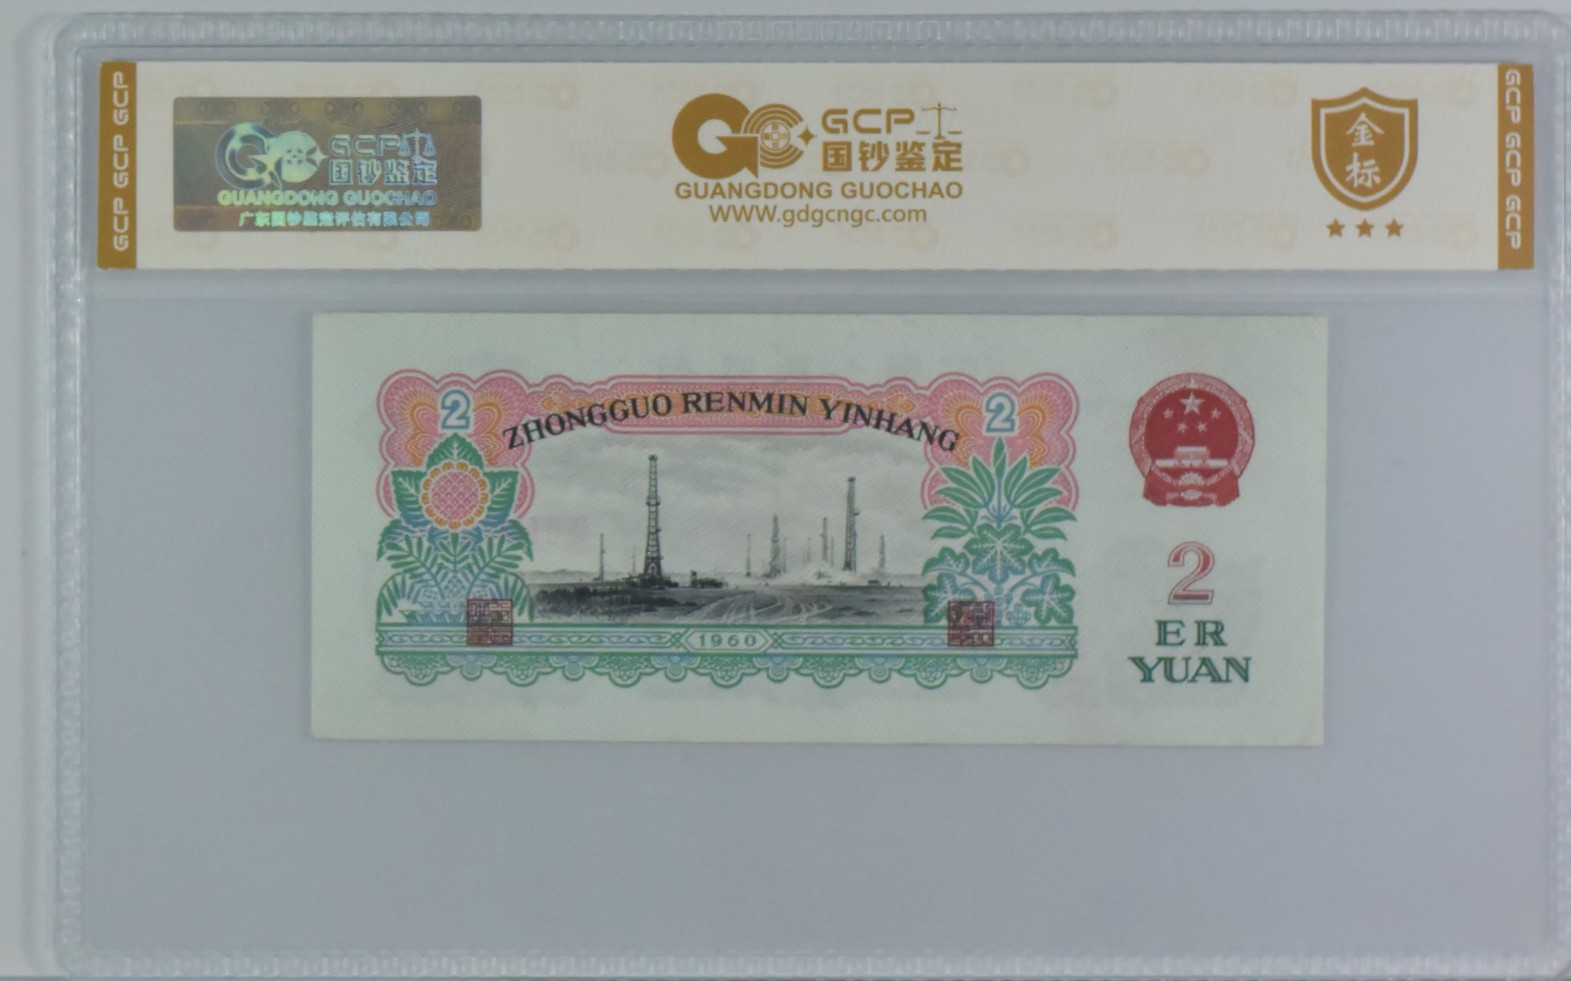 GCP GCP GCP
GCP
国钞鉴定
GUANGDONG GUOCHAO
广东国钞鉴定评估有限公司
GCP
国钞鉴定
GUANGDONG GUOCHAO
WWW.gdgcngc.com
金
标
GCP GCP GCP
2
ZHONGGUO RENMIN YINHANG
2
1960
2
ER
YUAN